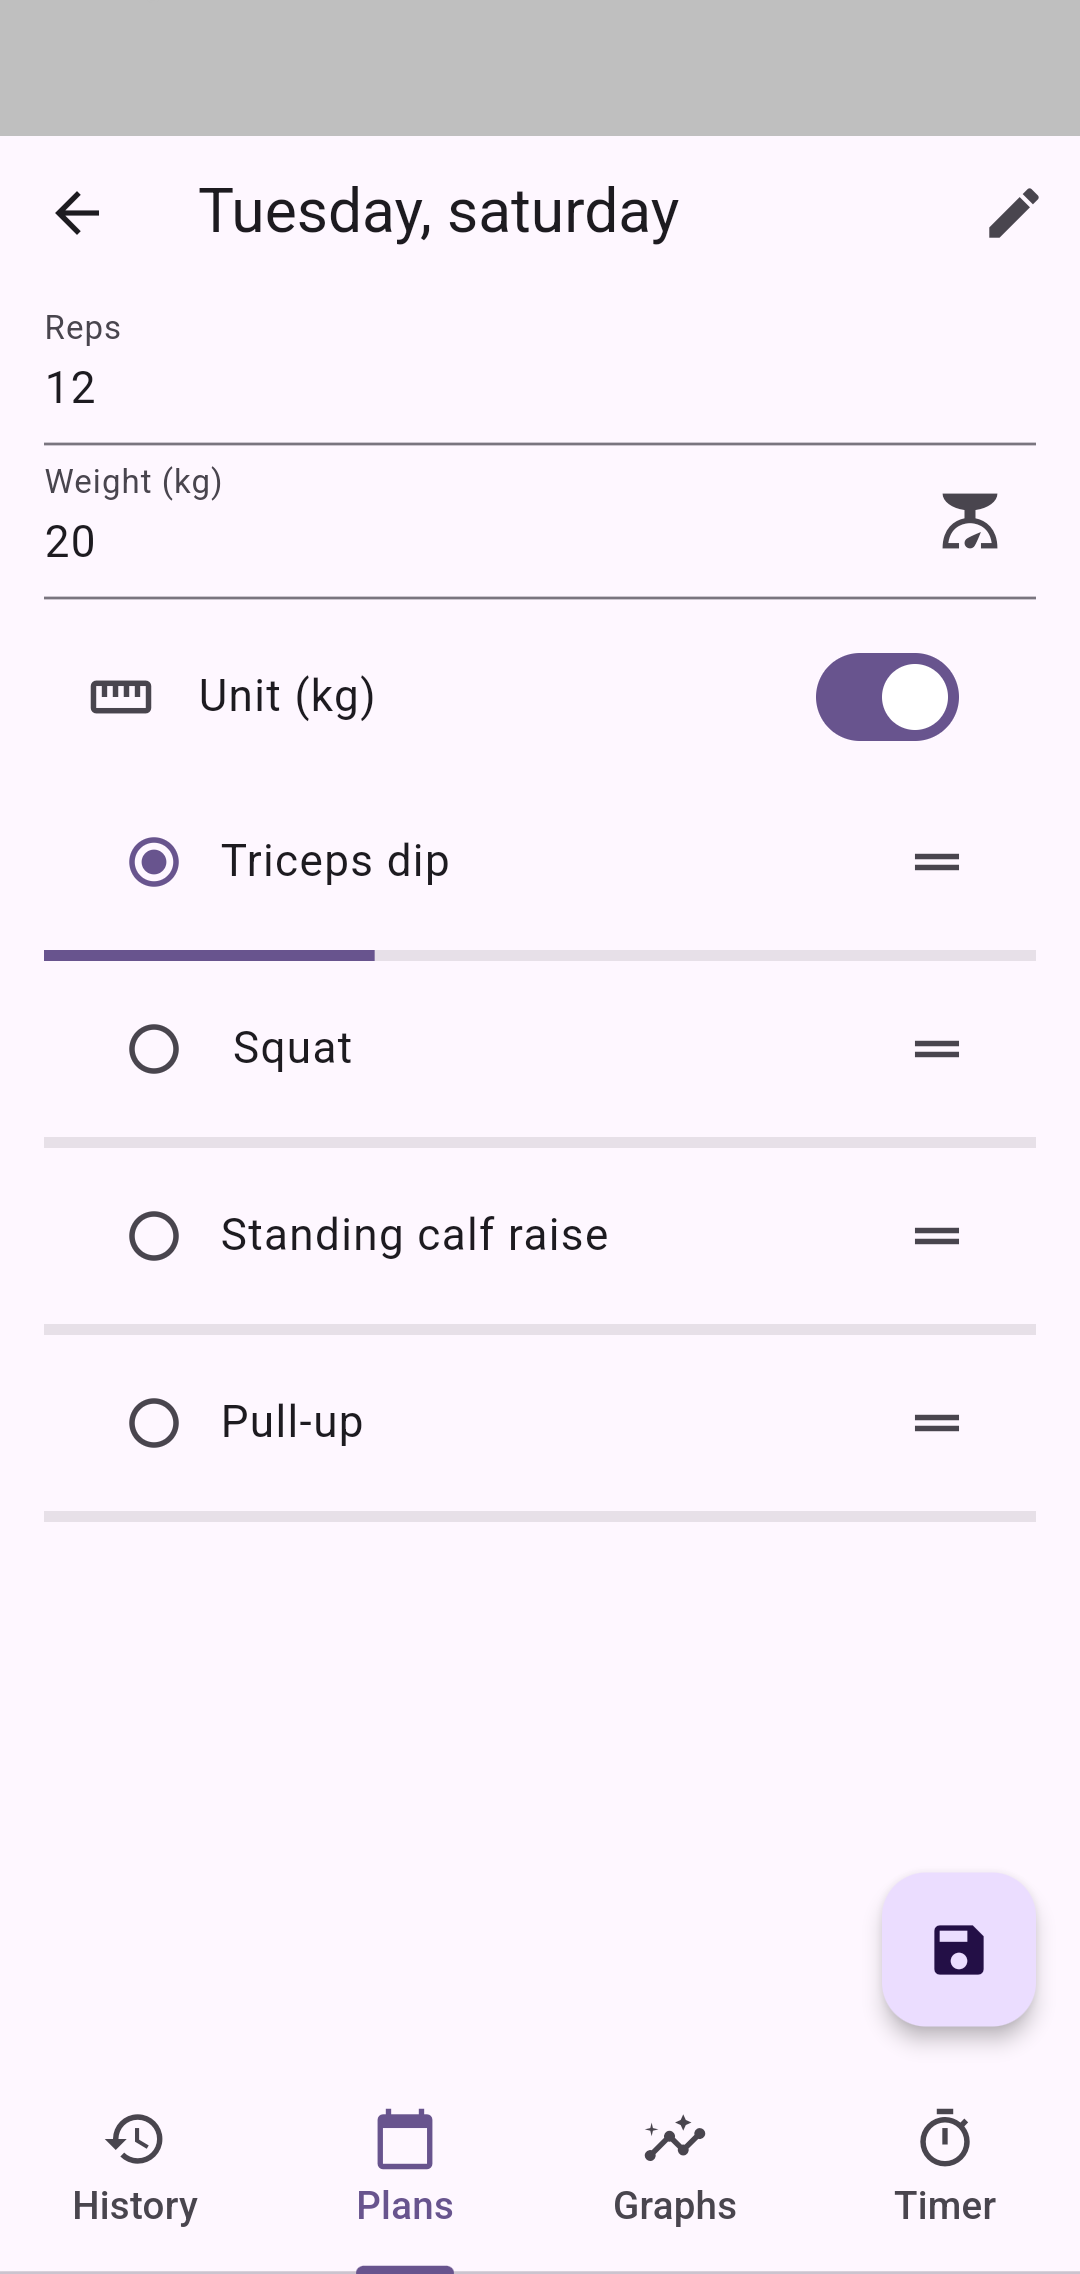 Tuesday, saturday
Reps
12
Weight (kg)
20
Unit (kg)
Triceps dip
Squat
Standing calf raise
Pull-up
History Plans Graphs Timer